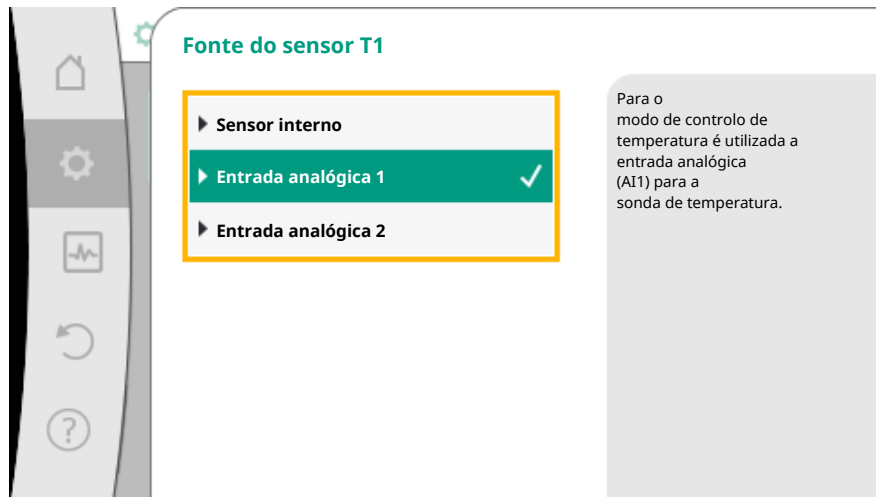 Fonte do sensor T1
Sensor interno
Entrada analógica 1
Entrada analógica 2
Para o
modo de controlo de
temperatura é utilizada a
entrada analógica
(AI1) para a
sonda de temperatura.
?